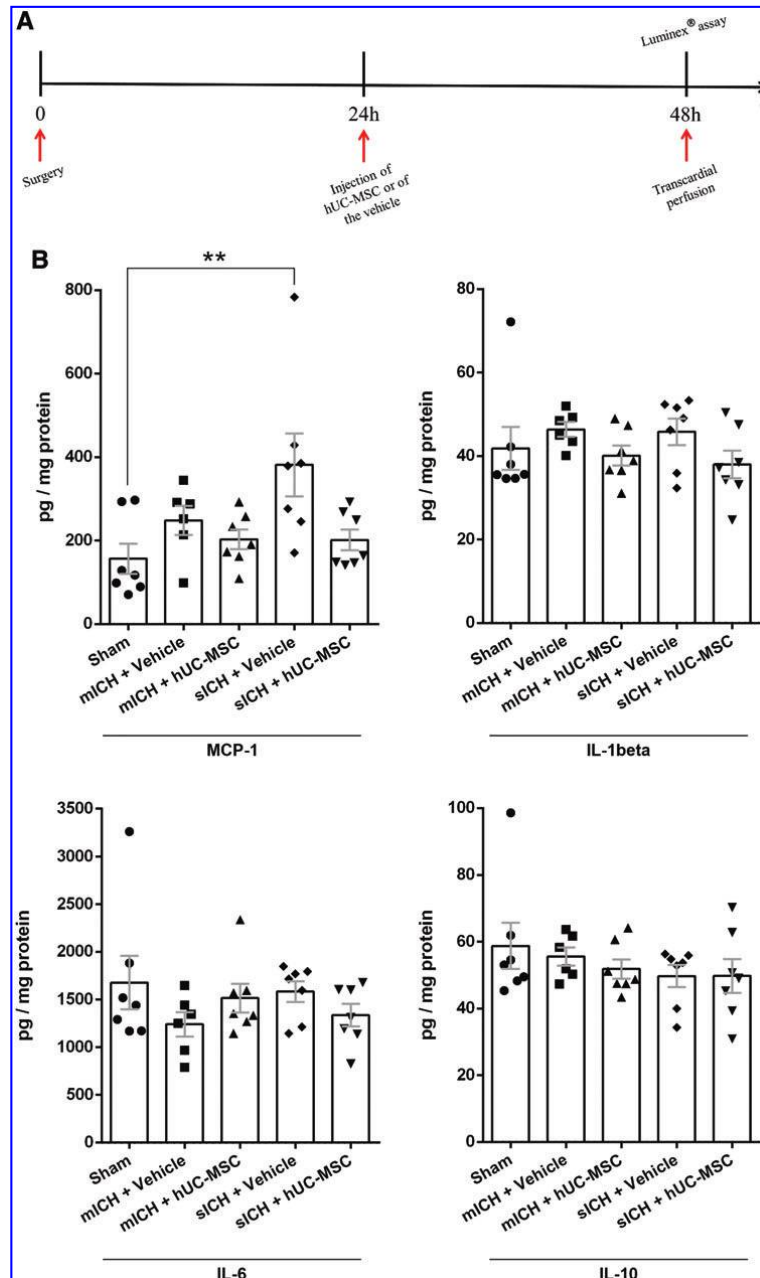 A
Luminex® assay
0
24h
48h
Surgery
Injection of
hUC-MSC or of
the vehicle
Transcardial
perfusion
B
**
800
600
400
200
0
pg / mg protein
Sham
mICH + Vehicle
mICH + hUC-MSC
sICH + Vehicle
sICH + hUC-MSC
MCP-1
80
60
40
20
0
pg / mg protein
Sham
mICH + Vehicle
mICH + hUC-MSC
sICH + Vehicle
sICH + hUC-MSC
IL-1beta
3500
3000
2500
2000
1500
1000
500
0
pg / mg protein
Sham
mICH + Vehicle
mICH + hUC-MSC
sICH + Vehicle
sICH + hUC-MSC
IL-6
100
80
60
40
20
0
pg / mg protein
Sham
mICH + Vehicle
mICH + hUC-MSC
sICH + Vehicle
sICH + hUC-MSC
IL-10